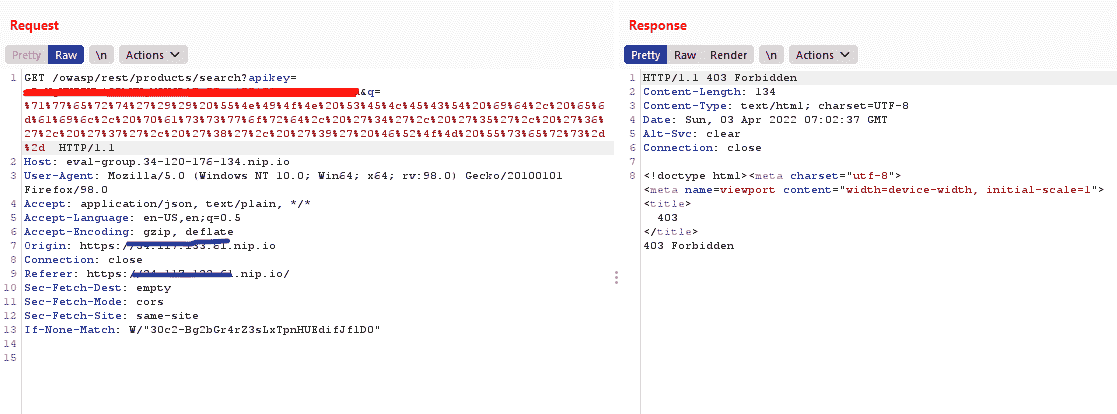 Request
Response
Pretty Raw \n Actions
Pretty Raw Render \n Actions
1 GET /owasp/rest/products/search?apikey=
&q=
%71%77%65%72%74%27%29%29%20%55%4e%49%4f%4e%20%53%45%4c%45%43%54%20%69%64%2c%20%65%6
d%61%69%6c%2c%20%70%61%73%73%77%6f%72%64%2c%20%27%34%27%2c%20%27%35%27%2c%20%27%36%
27%2c%20%27%37%27%2c%20%27%38%27%2c%20%27%39%27%20%46%52%4f%4d%20%55%73%65%72%73%2d
%2d HTTP/1.1
2 Host: eval-group.34-120-176-134.nip.io
3 User-Agent: Mozilla/5.0 (Windows NT 10.0; Win64; x64; rv:98.0) Gecko/20100101
Firefox/98.0
4 Accept: application/json, text/plain, */*
5 Accept-Language: en-US,en;q=0.5
6 Accept-Encoding: gzip, deflate
7 Origin: https://34.117.133.61.nip.io
8 Connection: close
9 Referer: https://34.117.133.61.nip.io/
10 Sec-Fetch-Dest: empty
11 Sec-Fetch-Mode: cors
12 Sec-Fetch-Site: same-site
13 If-None-Match: W/"30c2-Bg2bGr4rZ3sLxTpnHUEdifJflD0"
14
15
1 HTTP/1.1 403 Forbidden
2 Content-Length: 134
3 Content-Type: text/html; charset=UTF-8
4 Date: Sun, 03 Apr 2022 07:02:37 GMT
5 Alt-Svc: clear
6 Connection: close
7
8 <!doctype html><meta charset="utf-8">
<meta name=viewport content="width=device-width, initial-scale=1">
<title>
403
</title>
403 Forbidden